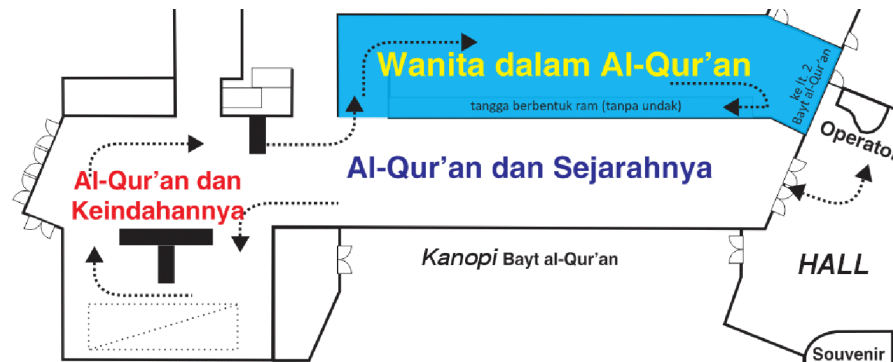 Wanita dalam Al-Qur'an
tangga berbentuk ram (tanpa undak)
ke lt. 2
Bayt al-Qur'an
Operator
Al-Qur'an dan
Keindahannya
Al-Qur'an dan Sejarahnya
Kanopi Bayt al-Qur'an
HALL
Souvenir